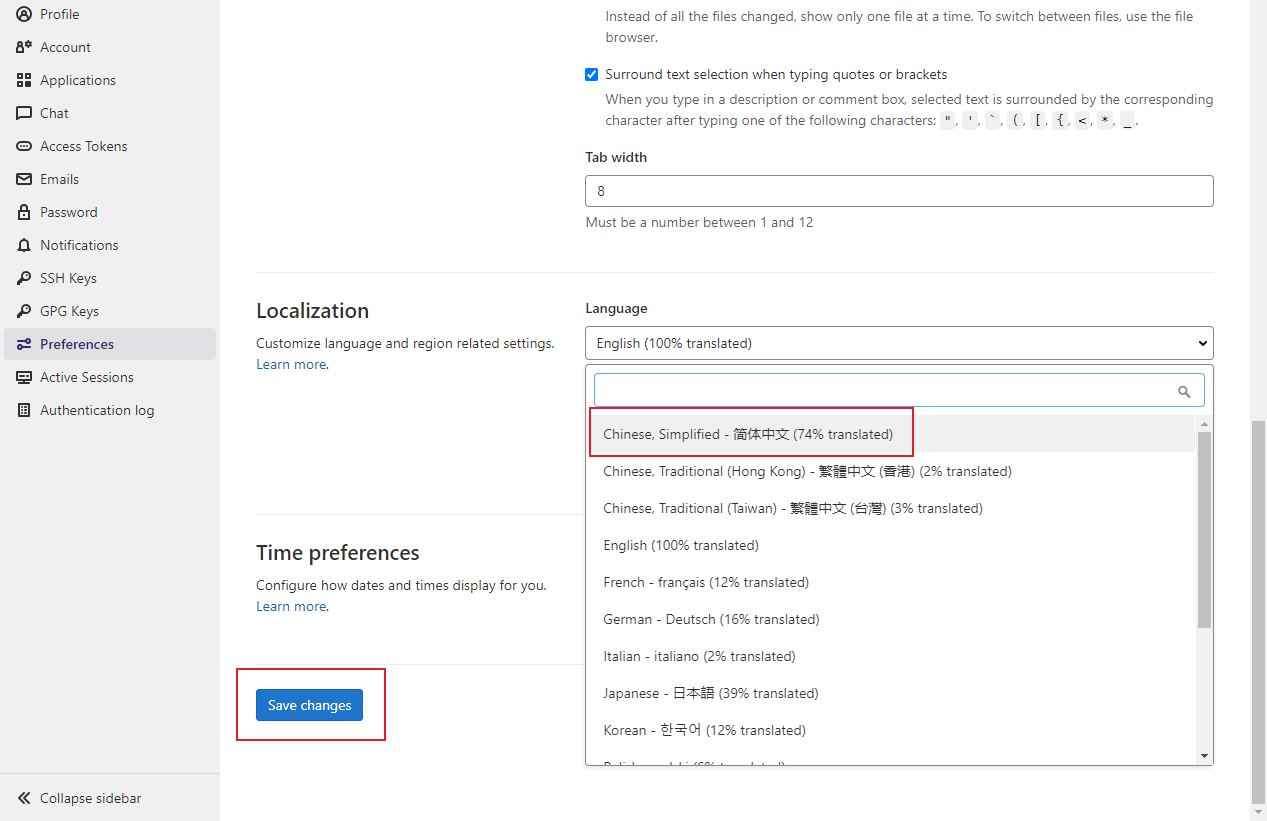 Profile
Account
Applications
Chat
Access Tokens
Emails
Password
Notifications
SSH Keys
GPG Keys
Preferences
Active Sessions
Authentication log
Collapse sidebar
Instead of all the files changed, show only one file at a time. To switch between files, use the file
browser.
Surround text selection when typing quotes or brackets
When you type in a description or comment box, selected text is surrounded by the corresponding
character after typing one of the following characters: ", ', `, (, [, {, <, *, _.
Tab width
8
Must be a number between 1 and 12
Localization
Customize language and region related settings.
Learn more.
Language
English (100% translated)
Chinese, Simplified - 简体中文 (74% translated)
Chinese, Traditional (Hong Kong) - 繁體中文 (香港) (2% translated)
Chinese, Traditional (Taiwan) - 繁體中文 (台灣) (3% translated)
English (100% translated)
French - français (12% translated)
German - Deutsch (16% translated)
Italian - italiano (2% translated)
Japanese - 日本語 (39% translated)
Korean - 한국어 (12% translated)
Time preferences
Configure how dates and times display for you.
Learn more.
Save changes